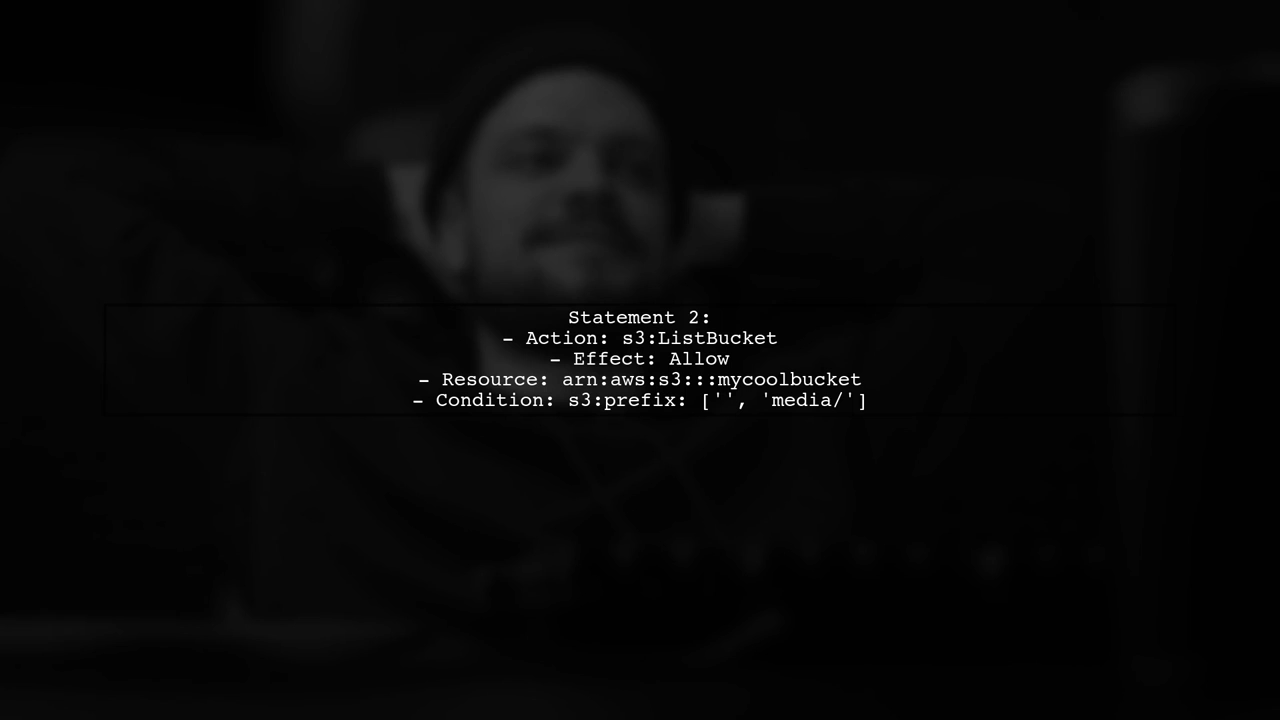 Statement 2:
- Action: s3:ListBucket
- Effect: Allow
- Resource: arn:aws:s3:::mycoolbucket
- Condition: s3:prefix: ['', 'media/']